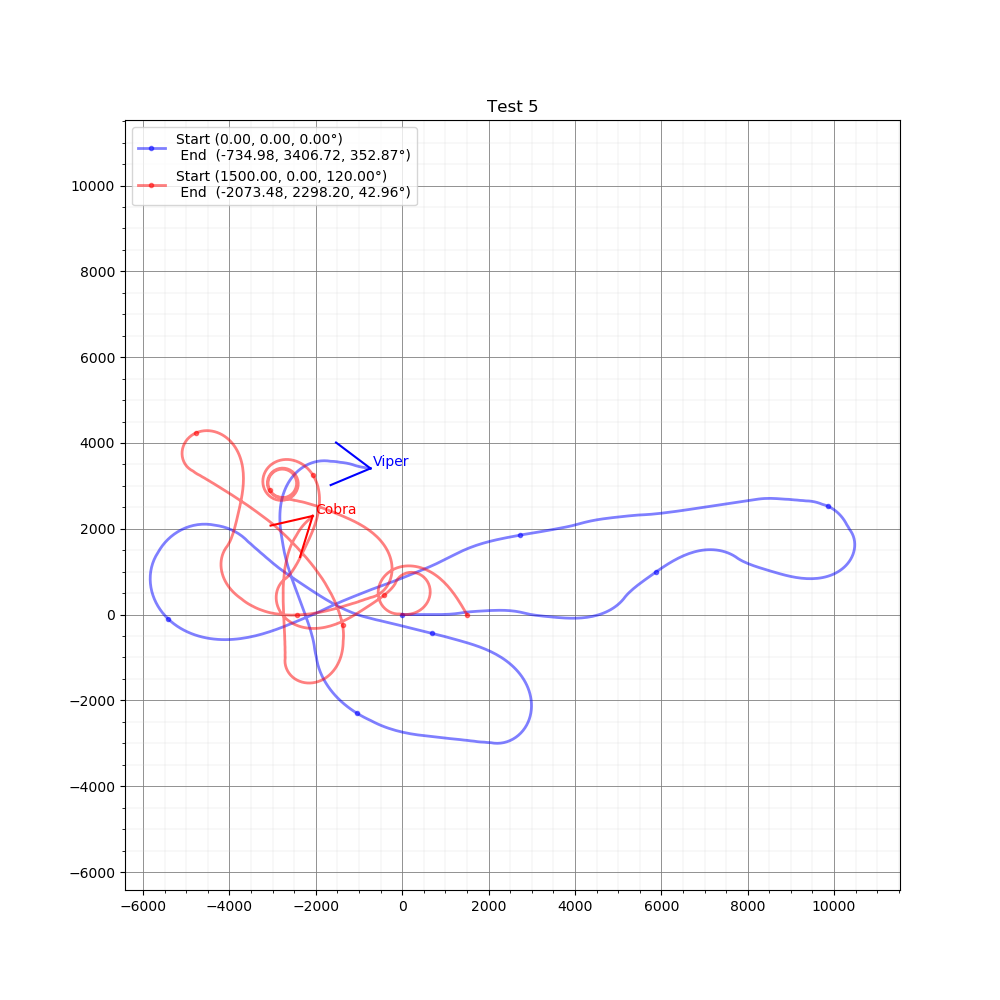 Test 5
Start (0.00, 0.00, 0.00°)
End  (-734.98, 3406.72, 352.87°)
Start (1500.00, 0.00, 120.00°)
End  (-2073.48, 2298.20, 42.96°)
10000
8000
6000
4000
2000
0
−2000
−4000
−6000
Viper
Cobra
−6000 −4000 −2000 0 2000 4000 6000 8000 10000